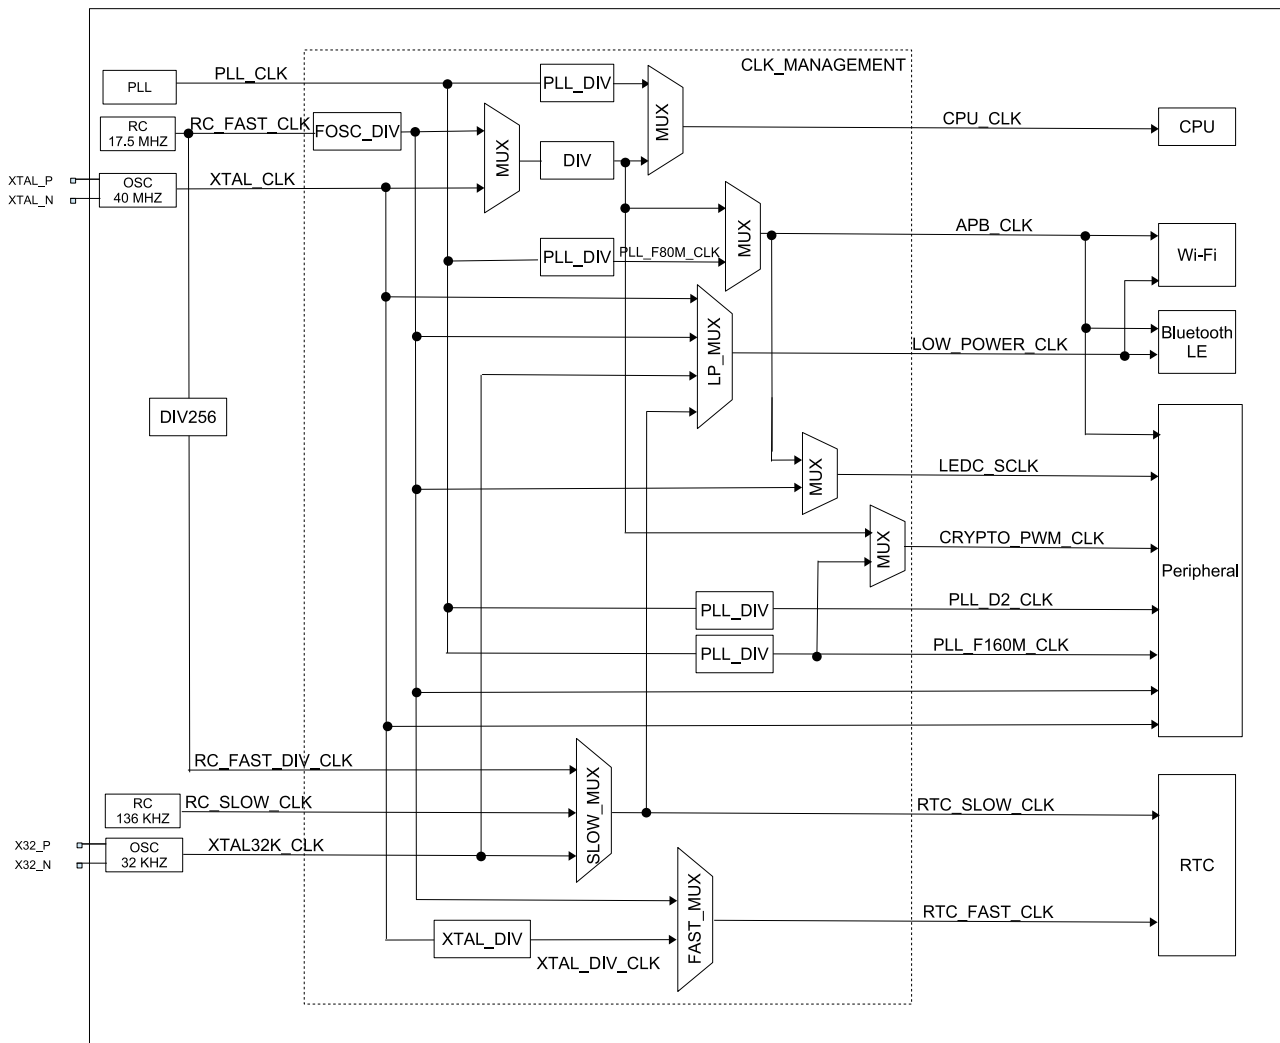 CLK_MANAGEMENT
PLL
PLL_CLK
PLL_DIV
MUX
RC
17.5 MHZ
RC_FAST_CLK
FOSC_DIV
MUX
DIV
CPU_CLK
CPU
XTAL_P
XTAL_N
OSC
40 MHZ
XTAL_CLK
PLL_DIV
PLL_F80M_CLK
MUX
APB_CLK
Wi-Fi
LP_MUX
LOW_POWER_CLK
Bluetooth
LE
DIV256
MUX
LEDC_SCLK
MUX
CRYPTO_PWM_CLK
Peripheral
PLL_DIV
PLL_D2_CLK
PLL_DIV
PLL_F160M_CLK
RC_FAST_DIV_CLK
RC
136 KHZ
RC_SLOW_CLK
SLOW_MUX
RTC_SLOW_CLK
X32_P
X32_N
OSC
32 KHZ
XTAL32K_CLK
RTC
FAST_MUX
RTC_FAST_CLK
XTAL_DIV
XTAL_DIV_CLK